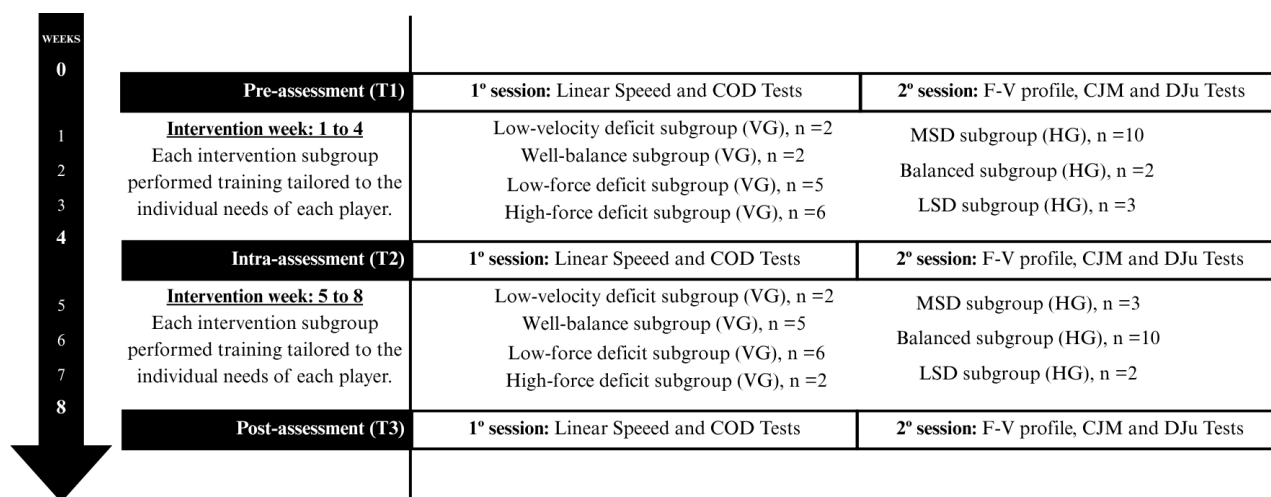 WEEKS
0
Pre-assessment (T1)
1º session: Linear Speeed and COD Tests
2º session: F-V profile, CJM and DJu Tests
1
2
3
4
Intervention week: 1 to 4
Each intervention subgroup
performed training tailored to the
individual needs of each player.
Low-velocity deficit subgroup (VG), n =2
Well-balance subgroup (VG), n =2
Low-force deficit subgroup (VG), n =5
High-force deficit subgroup (VG), n =6
MSD subgroup (HG), n =10
Balanced subgroup (HG), n =2
LSD subgroup (HG), n =3
Intra-assessment (T2)
1º session: Linear Speeed and COD Tests
2º session: F-V profile, CJM and DJu Tests
5
6
7
8
Intervention week: 5 to 8
Each intervention subgroup
performed training tailored to the
individual needs of each player.
Low-velocity deficit subgroup (VG), n =2
Well-balance subgroup (VG), n =5
Low-force deficit subgroup (VG), n =6
High-force deficit subgroup (VG), n =2
MSD subgroup (HG), n =3
Balanced subgroup (HG), n =10
LSD subgroup (HG), n =2
Post-assessment (T3)
1º session: Linear Speeed and COD Tests
2º session: F-V profile, CJM and DJu Tests